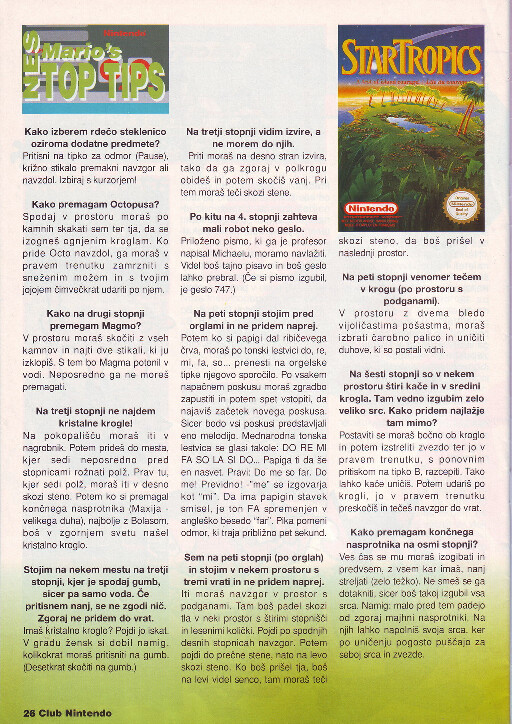 NES
Mario's
TOP TIPS
Kako izberem rdečo steklenico
oziroma dodatne predmete?
Pritisni na tipko za odmor (Pause),
križno stikalo premakni navzgor ali
navzdol. Izbiraj s kurzorjem!
Kako premagam Octopusa?
Spodaj v prostoru moraš po
kamnih skakati sem ter tja, da se
izogneš ognjenim kroglam. Ko
pride Octo navzdol, ga moraš v
pravem trenutku zamrzniti s
sneženim možem in s tvojim
jojojem čimvečkrat udariti po njem.
Kako na drugi stopnji
premegam Magmo?
V prostoru moraš skočiti z vseh
kamnov in najti dve stikali, ki ju
izklopiš. S tem bo Magma potonil v
vodi. Neposredno ga ne moreš
premagati.
Na tretji stopnji ne najdem
kristalne krogle!
Na pokopališču moraš iti v
nagrobnik. Potem prideš do mesta,
kjer sedi neposredno pred
stopnicami rožnati polž. Prav tu,
kjer sedi polž, moraš iti v desno
skozi steno. Potem ko si premagal
končnega nasprotnika (Maxija -
velikega duha), najbolje z Bolasom,
boš v zgornjem svetu našel
kristalno kroglo.
Stojim na nekem mestu na tretji
stopnji, kjer je spodaj gumb,
sicer pa samo voda. Če
pritisnem nanj, se ne zgodi nič.
Zgoraj ne pridem do vrat.
Imaš kristalno kroglo? Pojdi jo iskat.
V gradu žensk si dobil namig,
kolikokrat moraš pritisniti na gumb.
(Desetkrat skočiti na gumb.)
Na tretji stopnji vidim izvire, a
ne morem do njih.
Priti moraš na desno stran izvira,
tako da ga zgoraj v polkrogu
obideš in potem skočiš vanj. Pri
tem moraš teči skozi stene.
Po kitu na 4. stopnji zahteva
mali robot neko geslo.
Priloženo pismo, ki ga je profesor
napisal Michaelu, moramo navlažiti.
Videl boš tajno pisavo in boš geslo
lahko prebral. (Če si pismo izgubil,
je geslo 747.)
Na peti stopnji stojim pred
orglami in ne pridem naprej.
Potem ko si papigi dal ribičevega
črva, moraš po tonski lestvici do, re,
mi, fa, so... prenesti na orgelske
tipke njegovo sporočilo. Po vsakem
napačnem poskusu moraš zgradbo
zapustiti in potem spet vstopiti, da
najaviš začetek novega poskusa.
Sicer bodo vsi poskusi predstavljali
eno melodijo. Mednarodna tonska
lestvica se glasi takole: DO RE MI
FA SO LA SI DO... Papiga ti da še
en nasvet. Pravi: Do me so far. Do
me! Previdno! -"me" se izgovarja
kot "mi". Da ima papigin stavek
smisel, je ton FA spremenjen v
angleško besedo "far". Pika pomeni
odmor, ki traja približno pet sekund.
Sem na peti stopnji (po orglah)
in stojim v nekem prostoru s
tremi vrati in ne pridem naprej.
Iti moraš navzgor v prostor s
podganami. Tam boš padel skozi
tla v neki prostor s štirimi stopnišči
in lesenimi količki. Pojdi po spodnjih
desnih stopnicah navzgor. Potem
pojdi do prečne stene, nato na levo
skozi steno. Ko boš prišel tja, boš
na levi videl senco, tam moraš teči
STARTROPICS
Nintendo
skozi steno, da boš prišel v
naslednji prostor.
Na peti stopnji venomer tečem
v krogu (po prostoru s
podganami).
V prostoru z dvema bledo
vijoličastima pošastma, moraš
izbrati čarobno palico in uničiti
duhove, ki so postali vidni.
Na šesti stopnji so v nekem
prostoru štiri kače in v sredini
krogla. Tam vedno izgubim zelo
veliko src. Kako pridem najlažje
tam mimo?
Postaviti se moraš bočno ob kroglo
in potem izstreliti zvezdo ter jo v
pravem trenutku, s ponovnim
pritiskom na tipko B, razcepiti. Tako
lahko kače uničiš. Potem udariš po
krogli, jo v pravem trenutku
preskočiš in tečeš navzdol do vrat.
Kako premagam končnega
nasprotnika na osmi stopnji?
Ves čas se mu moraš izogibati in
predvsem, z vsem kar imaš, nanj
streljati (zelo težko). Ne smeš se ga
dotakniti, sicer boš takoj izgubil vsa
srca. Namig: malo pred tem padejo
od zgoraj majhni nasprotniki. Na
njih lahko napolniš svoja srca, ker
po uničenju pogosto puščajo za
seboj srca in zvezde.
26 Club Nintendo